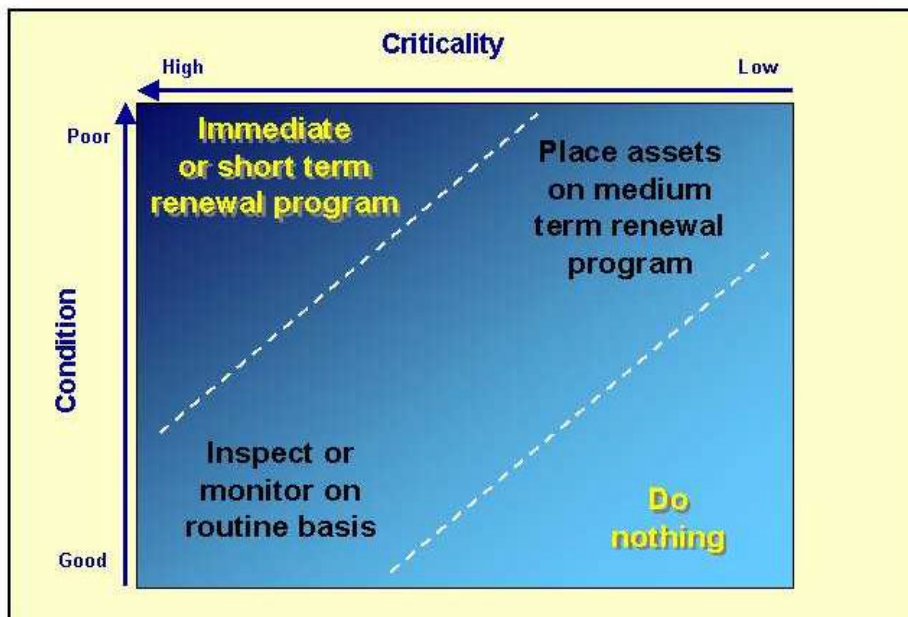 Criticality
High
Low
Poor
Immediate
or short term
renewal program
Place assets
on medium
term renewal
program
Condition
Inspect or
monitor on
routine basis
Do
nothing
Good